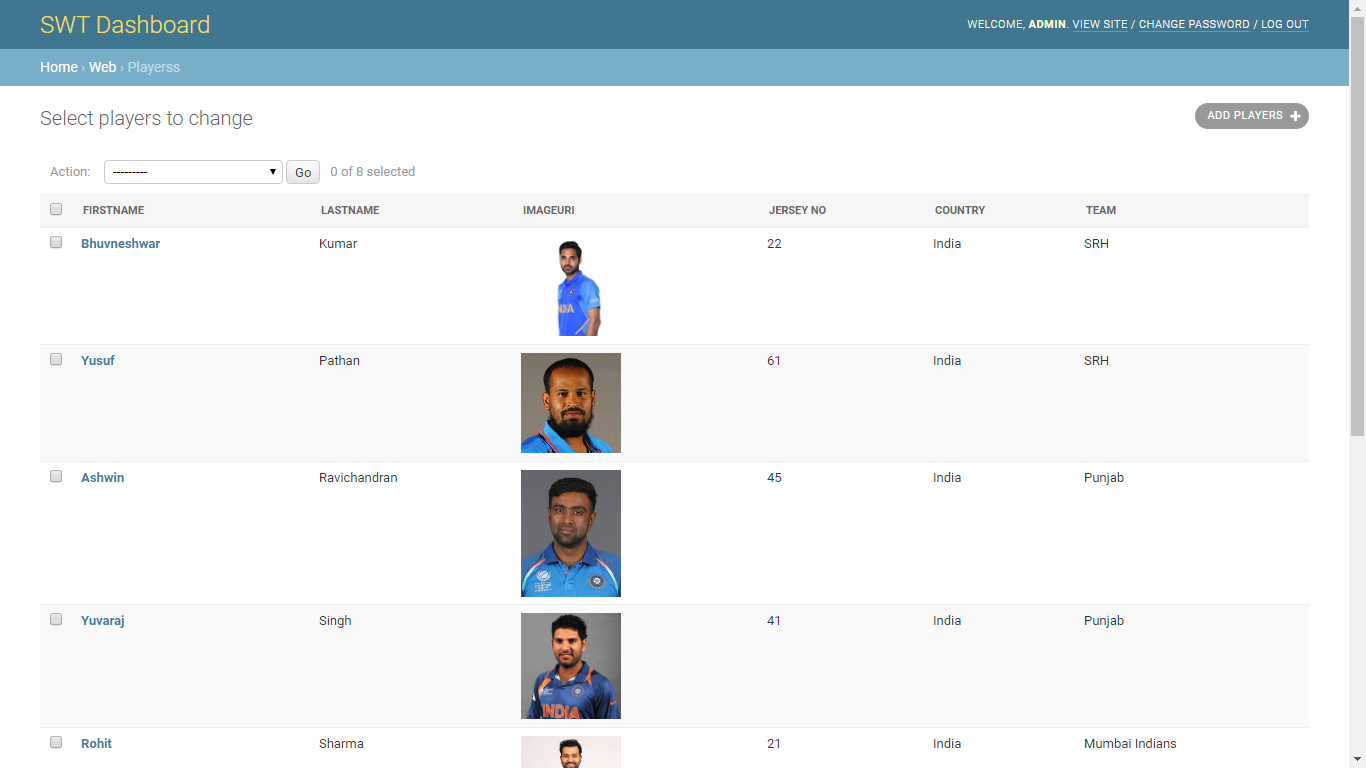 SWT Dashboard
WELCOME, ADMIN. VIEW SITE / CHANGE PASSWORD / LOG OUT
Home › Web › Playerss
Select players to change
ADD PLAYERS +
Action: --------- Go 0 of 8 selected
FIRSTNAME LASTNAME IMAGEURI JERSEY NO COUNTRY TEAM
Bhuvneshwar Kumar 22 India SRH
Yusuf Pathan 61 India SRH
Ashwin Ravichandran 45 India Punjab
Yuvaraj Singh 41 India Punjab
INDIA
Rohit Sharma 21 India Mumbai Indians